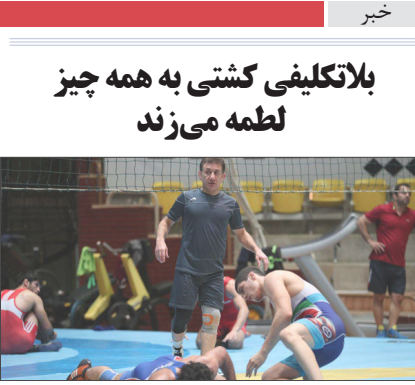 خبر
بلاتکلیفی کشتی به همه چیز
لطمه می‌زند